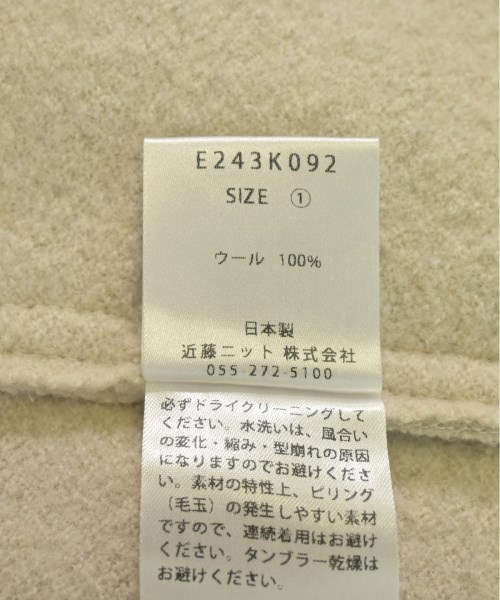 E243K092
SIZE ①
ウール 100%
日本製
近藤ニット 株式会社
055-272-5100
必ずドライクリーニングして
ください。水洗いは、風合い
の変化・縮み・型崩れの原因
になりますのでお避けくださ
い。素材の特性上、ピリング
（毛玉）の発生しやすい素材
ですので、連続着用はお避け
ください。タンブラー乾燥は
お避けください。